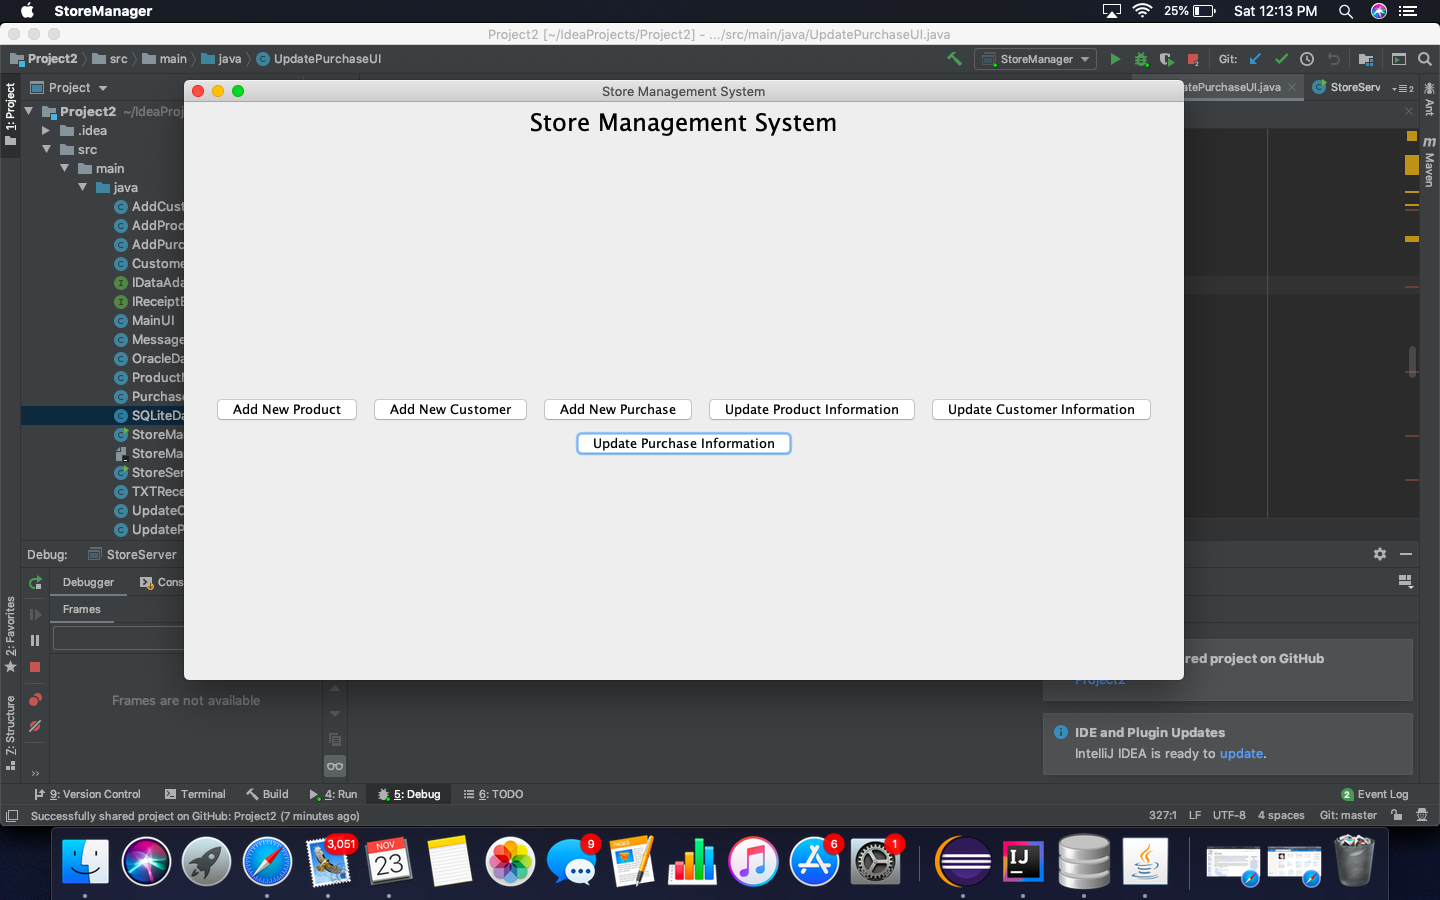 StoreManager
25%
Sat 12:13 PM
Project2 [~/IdeaProjects/Project2] - .../src/main/java/UpdatePurchaseUI.java
Project2
src
main
java
UpdatePurchaseUI
StoreManager
Git:
Project
Store Management System
atePurchaseUI.java
StoreServ
2
1: Project
Project2 ~/IdeaProj
.idea
src
main
java
AddCust
AddProd
AddPurc
Custome
IDataAda
IReceiptB
MainUI
Message
OracleDa
ProductM
Purchase
SQLiteDa
StoreMa
StoreMa
StoreSer
TXTRece
UpdateC
UpdateP
Store Management System
Add New Product
Add New Customer
Add New Purchase
Update Product Information
Update Customer Information
Update Purchase Information
Ant
m
Maven
Debug:
StoreServer
Debugger
Cons
Frames
Frames are not available
2: Favorites
Z: Structure
red project on GitHub
Project2
IDE and Plugin Updates
IntelliJ IDEA is ready to update.
9: Version Control
Terminal
Build
4: Run
5: Debug
6: TODO
2
Event Log
Successfully shared project on GitHub: Project2 (7 minutes ago)
327:1
LF
UTF-8
4 spaces
Git: master
3,051
NOV
23
9
6
1
IJ